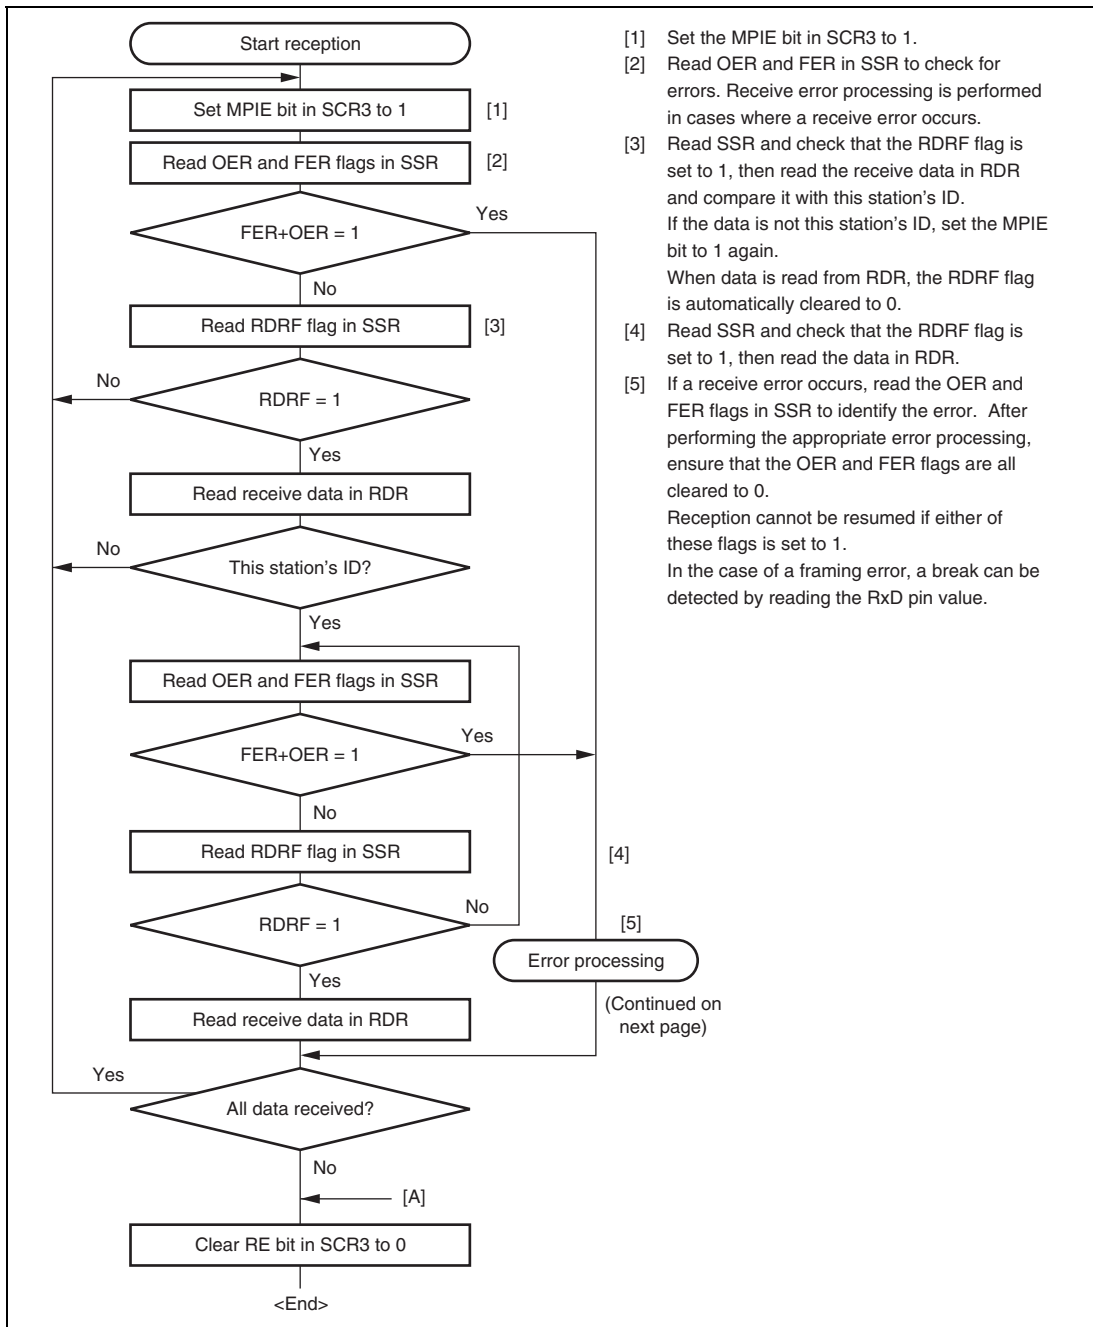 Start reception
Set MPIE bit in SCR3 to 1
[1]
Read OER and FER flags in SSR
[2]
Yes
FER+OER = 1
No
Read RDRF flag in SSR
[3]
No
RDRF = 1
Yes
Read receive data in RDR
No
This station's ID?
Yes
Read OER and FER flags in SSR
Yes
FER+OER = 1
No
Read RDRF flag in SSR
[4]
No
RDRF = 1
[5]
Error processing
Yes
(Continued on
next page)
Read receive data in RDR
Yes
All data received?
No
[A]
Clear RE bit in SCR3 to 0
<End>
[1] Set the MPIE bit in SCR3 to 1.
[2] Read OER and FER in SSR to check for
errors. Receive error processing is performed
in cases where a receive error occurs.
[3] Read SSR and check that the RDRF flag is
set to 1, then read the receive data in RDR
and compare it with this station's ID.
If the data is not this station's ID, set the MPIE
bit to 1 again.
When data is read from RDR, the RDRF flag
is automatically cleared to 0.
[4] Read SSR and check that the RDRF flag is
set to 1, then read the data in RDR.
[5] If a receive error occurs, read the OER and
FER flags in SSR to identify the error. After
performing the appropriate error processing,
ensure that the OER and FER flags are all
cleared to 0.
Reception cannot be resumed if either of
these flags is set to 1.
In the case of a framing error, a break can be
detected by reading the RxD pin value.